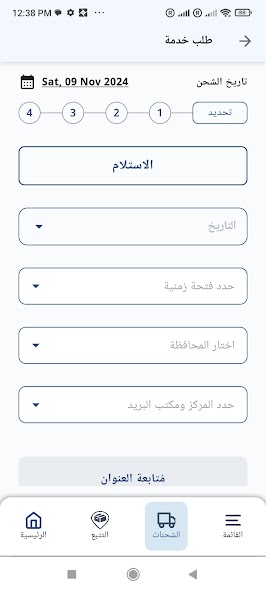 12:38 PM
طلب خدمة
تاريخ الشحن Sat, 09 Nov 2024
تحديد 1 2 3 4
الاستلام
التاريخ
حدد فتحة زمنية
اختار المحافظة
حدد المركز ومكتب البريد
مُتابعة العنوان
القائمة الشحنات التتبع الرئيسية